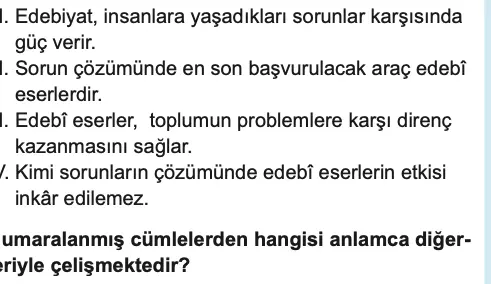 I. Edebiyat, insanlara yaşadıkları sorunlar karşısında
güç verir.
I. Sorun çözümünde en son başvurulacak araç edebî
eserlerdir.
I. Edebî eserler,  toplumun problemlere karşı direnç
kazanmasını sağlar.
V. Kimi sorunların çözümünde edebî eserlerin etkisi
inkâr edilemez.
umaralanmış cümlelerden hangisi anlamca diğer-
eriyle çelişmektedir?